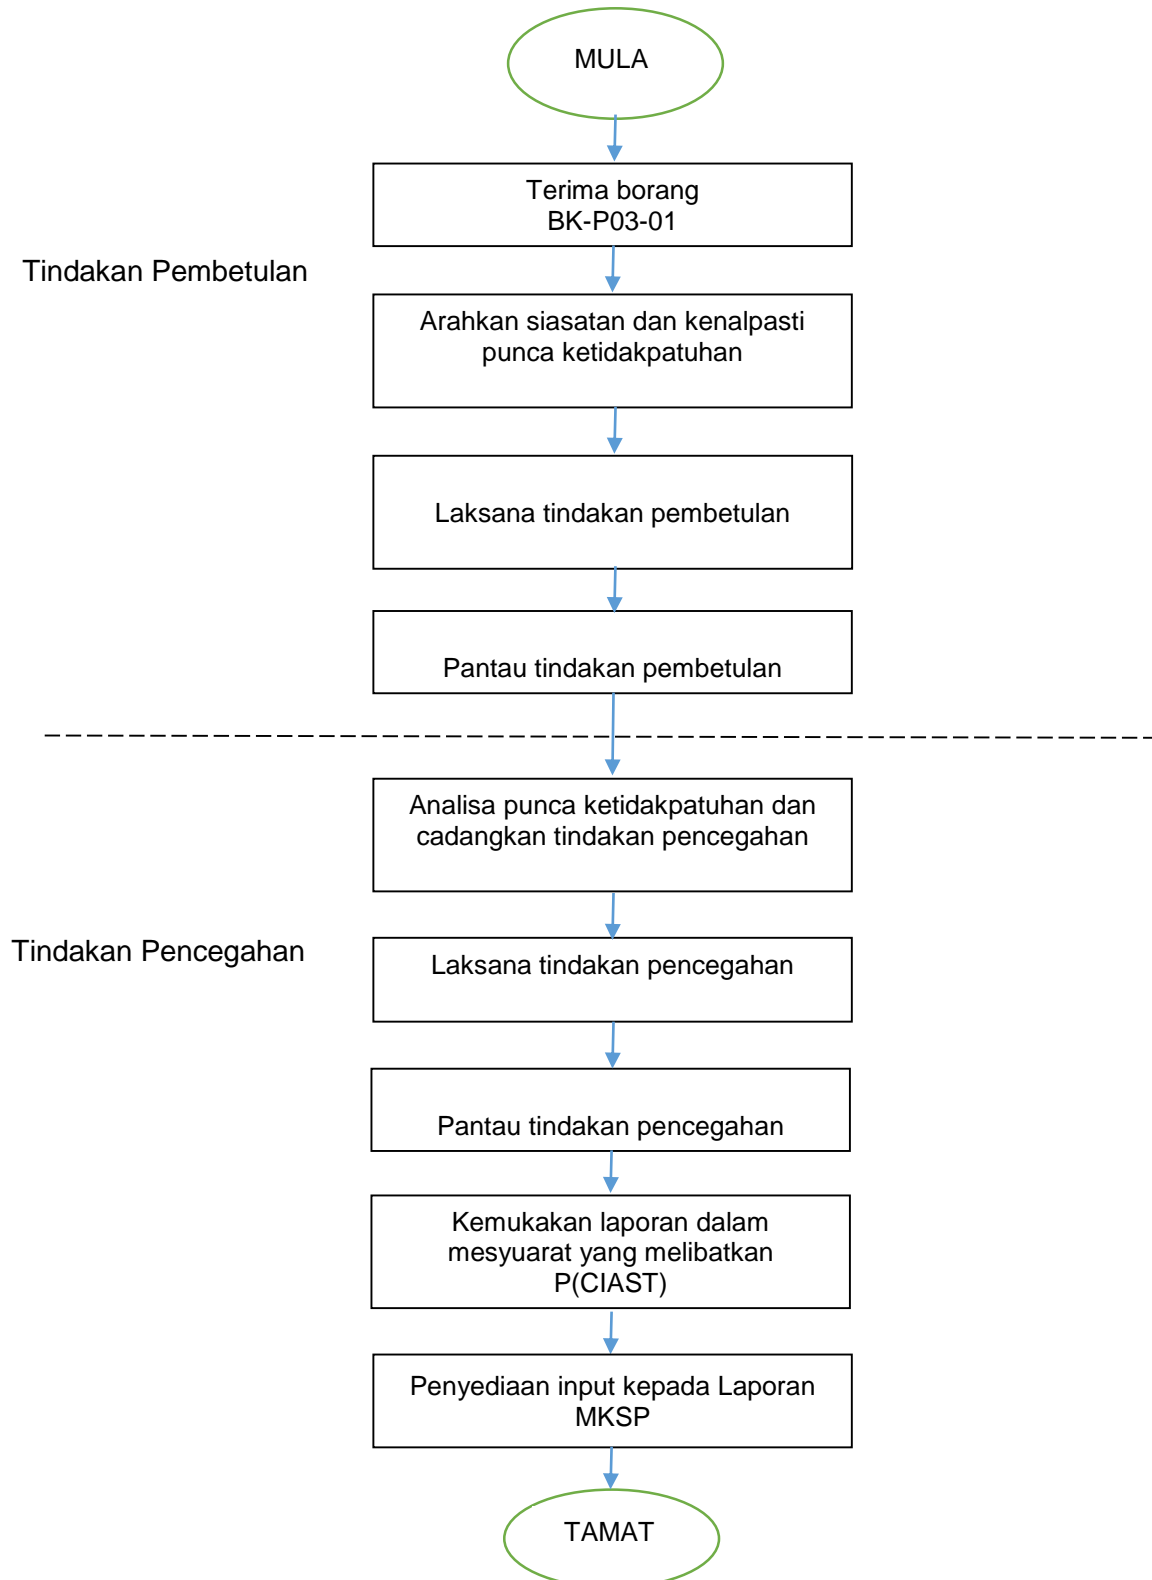 MULA
Terima borang
BK-P03-01
Tindakan Pembetulan
Arahkan siasatan dan kenalpasti
punca ketidakpatuhan
Laksana tindakan pembetulan
Pantau tindakan pembetulan
Analisa punca ketidakpatuhan dan
cadangkan tindakan pencegahan
Tindakan Pencegahan
Laksana tindakan pencegahan
Pantau tindakan pencegahan
Kemukakan laporan dalam
mesyuarat yang melibatkan
P(CIAST)
Penyediaan input kepada Laporan
MKSP
TAMAT